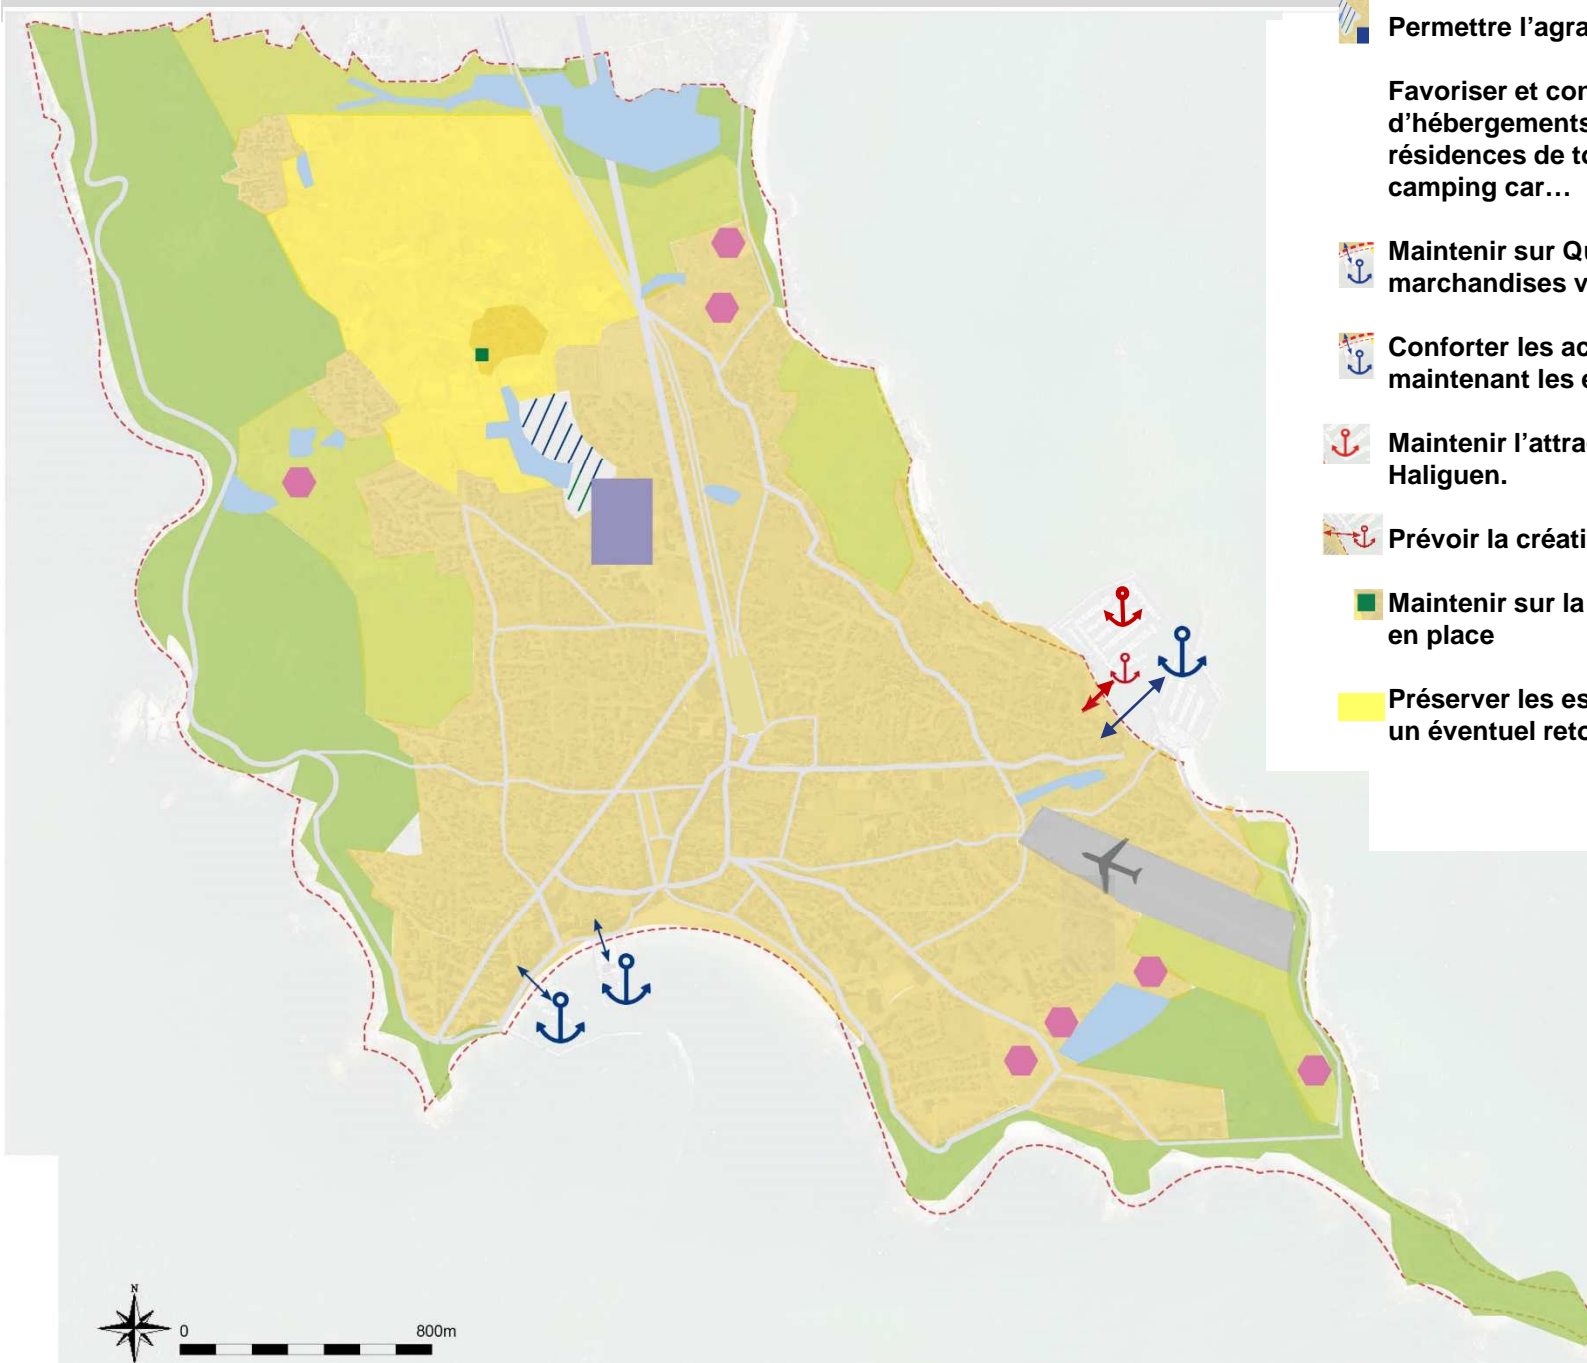 Permettre l’agra
Favoriser et con
d’hébergements
résidences de to
camping car…
Maintenir sur Qu
marchandises v
Conforter les ac
maintenant les e
Maintenir l’attra
Haliguen.
Prévoir la créati
Maintenir sur la
en place
Préserver les es
un éventuel reto
N
0 800m